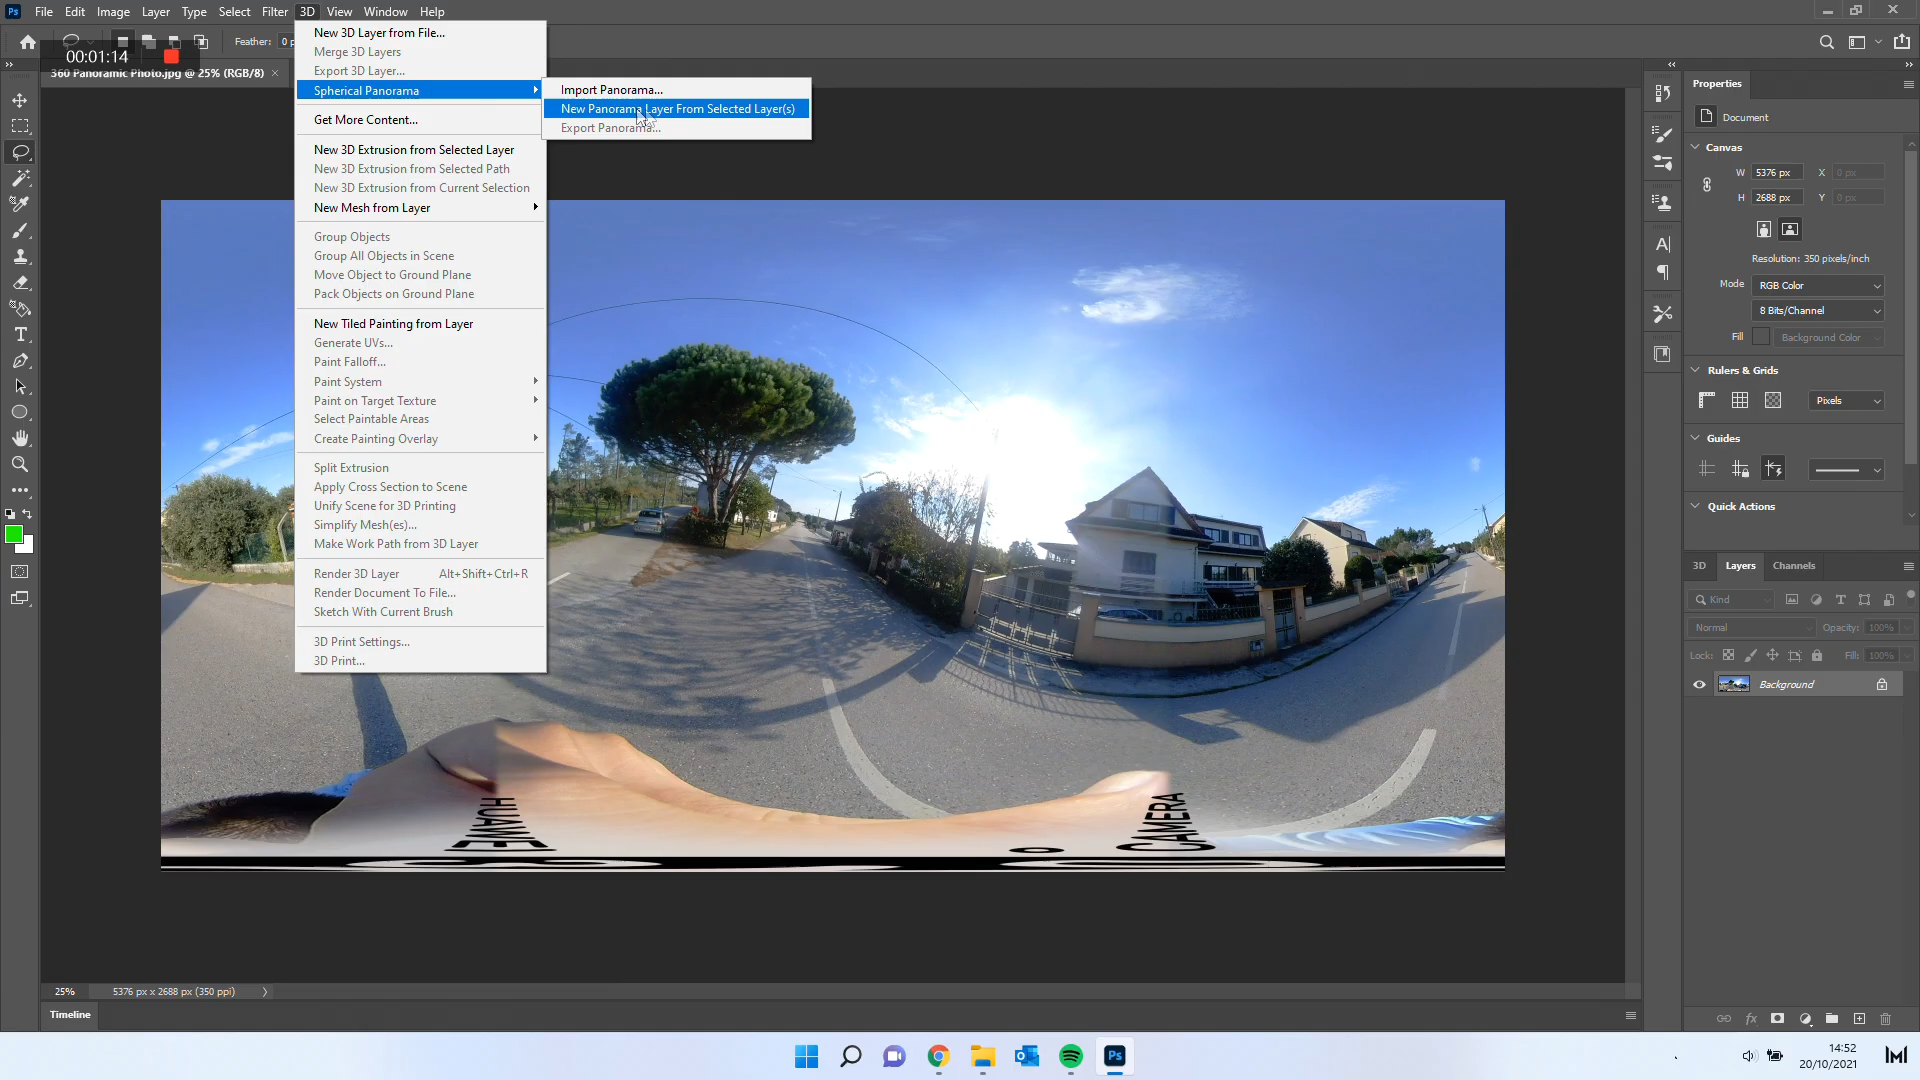 Ps File Edit Image Layer Type Select Filter 3D View Window Help
Feather: 0 p
00:01:14
360 Panoramic Photo.jpg @ 25% (RGB/8) ×
New 3D Layer from File...
Merge 3D Layers
Export 3D Layer...
Spherical Panorama
Import Panorama...
New Panorama Layer From Selected Layer(s)
Export Panorama...
Get More Content...
New 3D Extrusion from Selected Layer
New 3D Extrusion from Selected Path
New 3D Extrusion from Current Selection
New Mesh from Layer
Group Objects
Group All Objects in Scene
Move Object to Ground Plane
Pack Objects on Ground Plane
New Tiled Painting from Layer
Generate UVs...
Paint Falloff...
Paint System
Paint on Target Texture
Select Paintable Areas
Create Painting Overlay
Split Extrusion
Apply Cross Section to Scene
Unify Scene for 3D Printing
Simplify Mesh(es)...
Make Work Path from 3D Layer
Render 3D Layer Alt+Shift+Ctrl+R
Render Document To File...
Sketch With Current Brush
3D Print Settings...
3D Print...
HUAWEI
CAMERA
Properties
Document
Canvas
W 5376 px X 0 px
H 2688 px Y 0 px
Resolution: 350 pixels/inch
Mode RGB Color
8 Bits/Channel
Fill Background Color
Rulers & Grids
Pixels
Guides
Quick Actions
3D Layers Channels
Kind
Normal Opacity: 100%
Lock: Fill: 100%
Background
25% 5376 px x 2688 px (350 ppi)
Timeline
Ps
14:52
20/10/2021